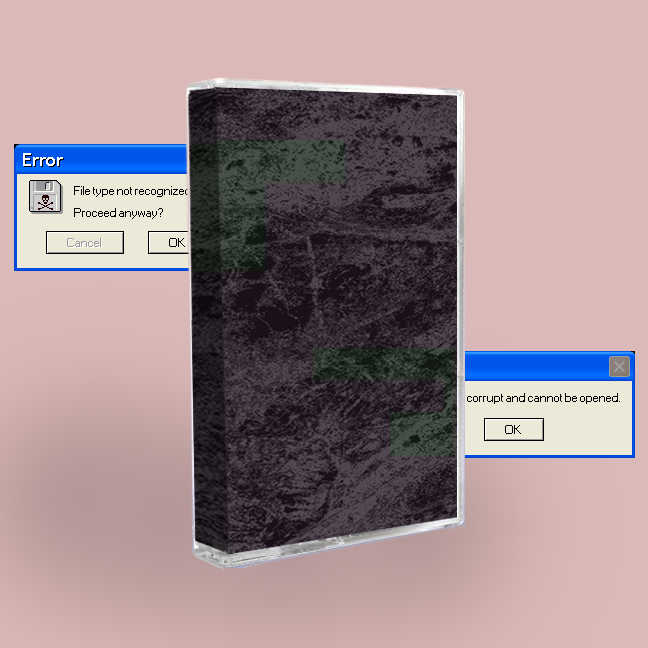 Error
File type not recognized
Proceed anyway?
Cancel
OK
corrupt and cannot be opened.
OK